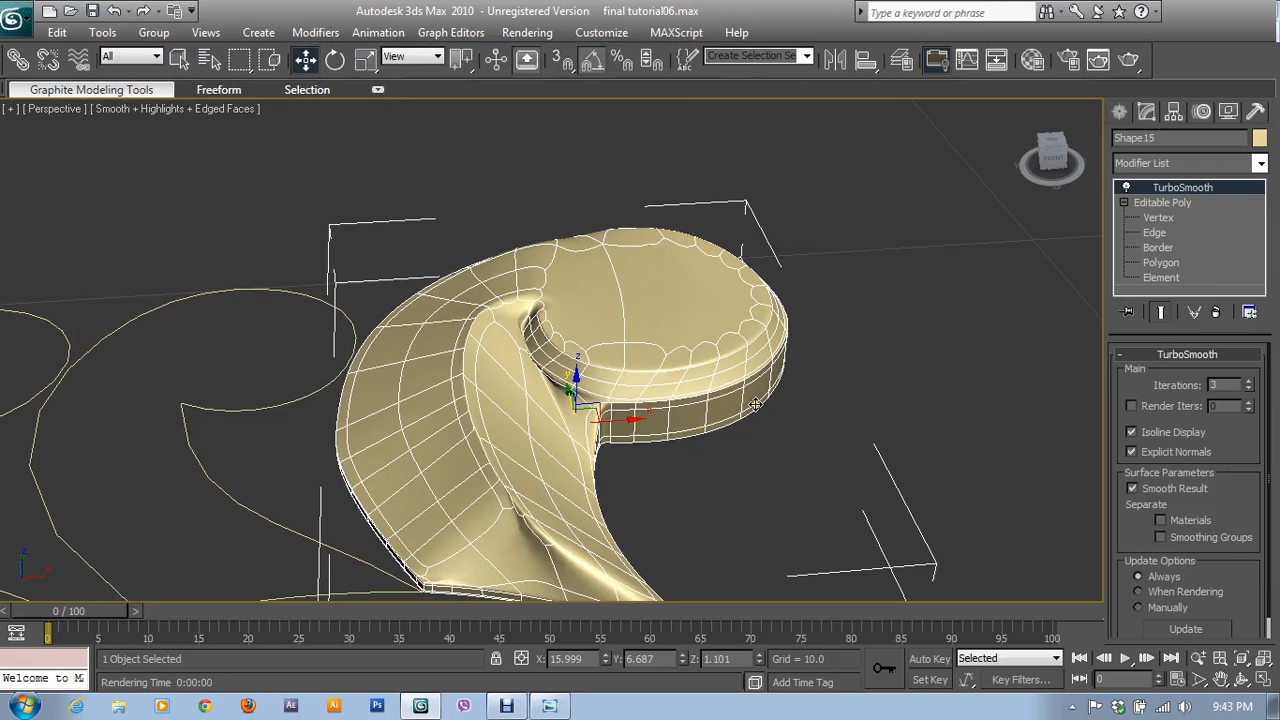 Autodesk 3ds Max 2010 - Unregistered Version final tutorial06.max
Type a keyword or phrase
Edit Tools Group Views Create Modifiers Animation Graph Editors Rendering Customize MAXScript Help
All View Create Selection Se
Graphite Modeling Tools Freeform Selection
[ + ] [ Perspective ] [ Smooth + Highlights + Edged Faces ]
FRONT
Shape15
Modifier List
TurboSmooth
Editable Poly
Vertex
Edge
Border
Polygon
Element
TurboSmooth
Main
Iterations: 3
Render Iters: 0
Isoline Display
Explicit Normals
Surface Parameters
Smooth Result
Separate
Materials
Smoothing Groups
Update Options
Always
When Rendering
Manually
Update
z
x
0 / 100
0 5 10 15 20 25 30 35 40 45 50 55 60 65 70 75 80 85 90 95 100
1 Object Selected X: 15.999 Y: 6.687 Z: 1.101 Grid = 10.0 Auto Key Selected
Welcome to M
Rendering Time 0:00:00 Add Time Tag Set Key Key Filters... 0
9:43 PM